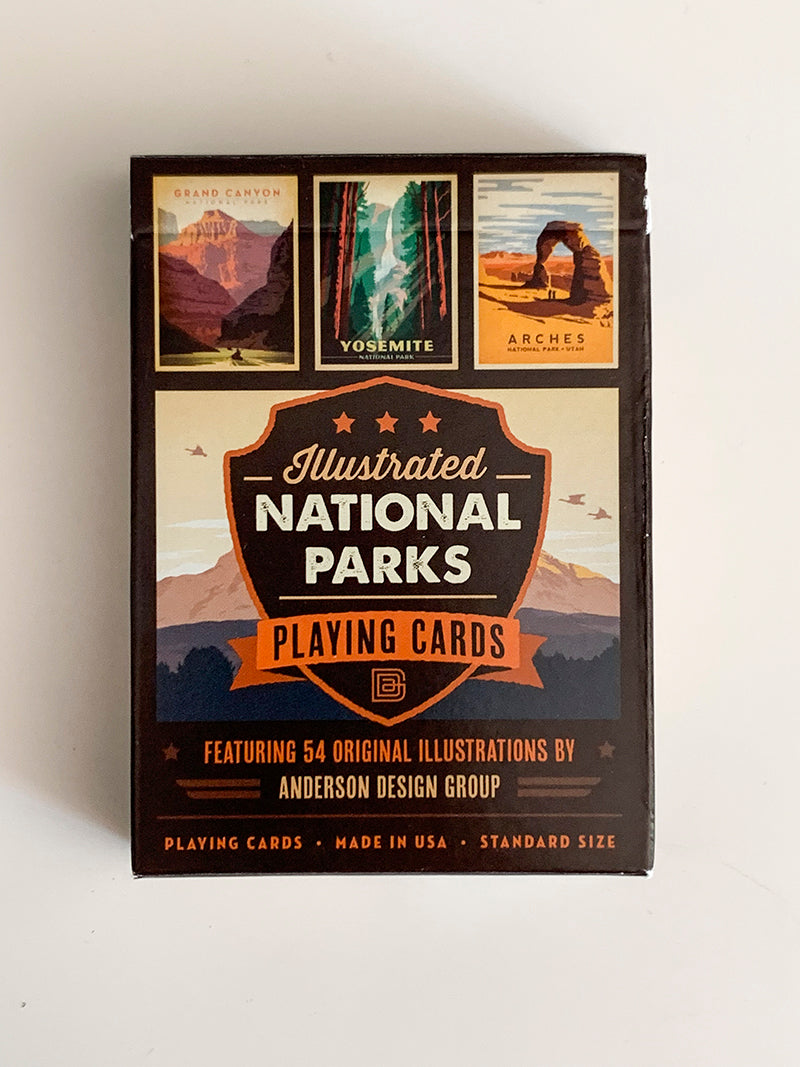 GRAND CANYON
NATIONAL PARK
YOSEMITE
NATIONAL PARK
ARCHES
NATIONAL PARK • UTAH
Illustrated
NATIONAL
PARKS
PLAYING CARDS
FEATURING 54 ORIGINAL ILLUSTRATIONS BY
ANDERSON DESIGN GROUP
PLAYING CARDS • MADE IN USA • STANDARD SIZE